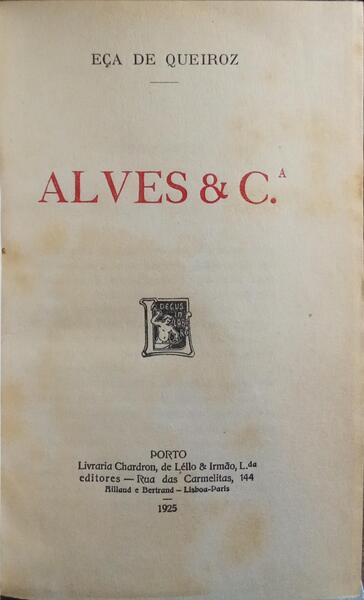 EÇA DE QUEIROZ
ALVES & C.ᴬ
DECUS
IN
PORTO
Livraria Chardron, de Léllo & Irmão, L.da
editores — Rua das Carmelitas, 144
Aillaud e Bertrand — Lisboa-Paris
1925